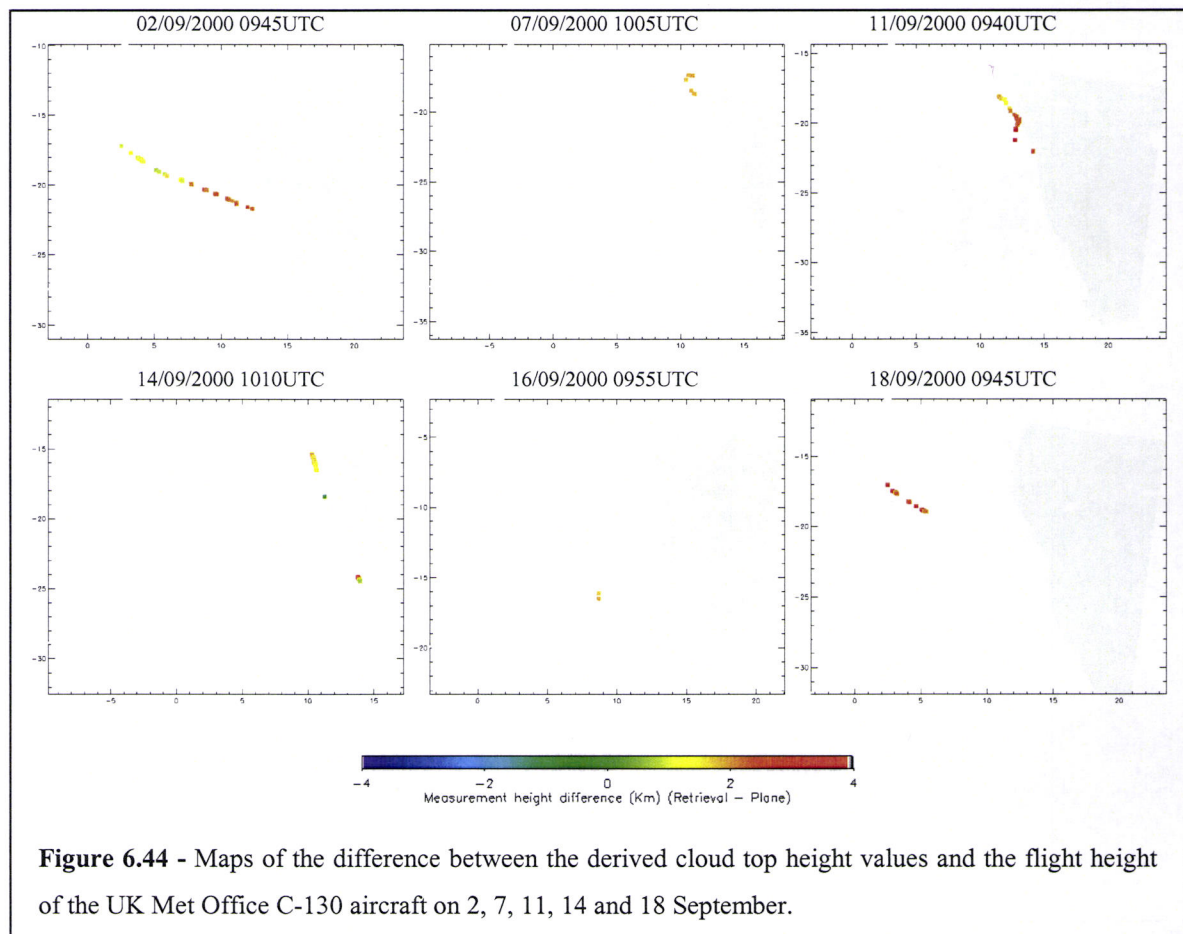 02/09/2000 0945UTC 07/09/2000 1005UTC 11/09/2000 0940UTC
-10
-15
-20
-25
-30
0 5 10 15 20
-20
-25
-30
-35
-5 0 5 10 15
-15
-20
-25
-30
-35
0 5 10 15 20
14/09/2000 1010UTC 16/09/2000 0955UTC 18/09/2000 0945UTC
-15
-20
-25
-30
-5 0 5 10 15
-5
-10
-15
-20
0 5 10 15 20
-15
-20
-25
-30
0 5 10 15 20
-4 -2 0 2 4
Measurement height difference (Km) (Retrieval – Plane)
Figure 6.44 - Maps of the difference between the derived cloud top height values and the flight height
of the UK Met Office C-130 aircraft on 2, 7, 11, 14 and 18 September.